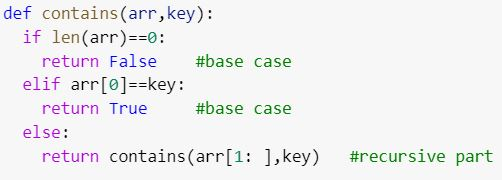 def contains(arr,key):
  if len(arr)==0:
    return False    #base case
  elif arr[0]==key:
    return True     #base case
  else:
    return contains(arr[1: ],key)   #recursive part